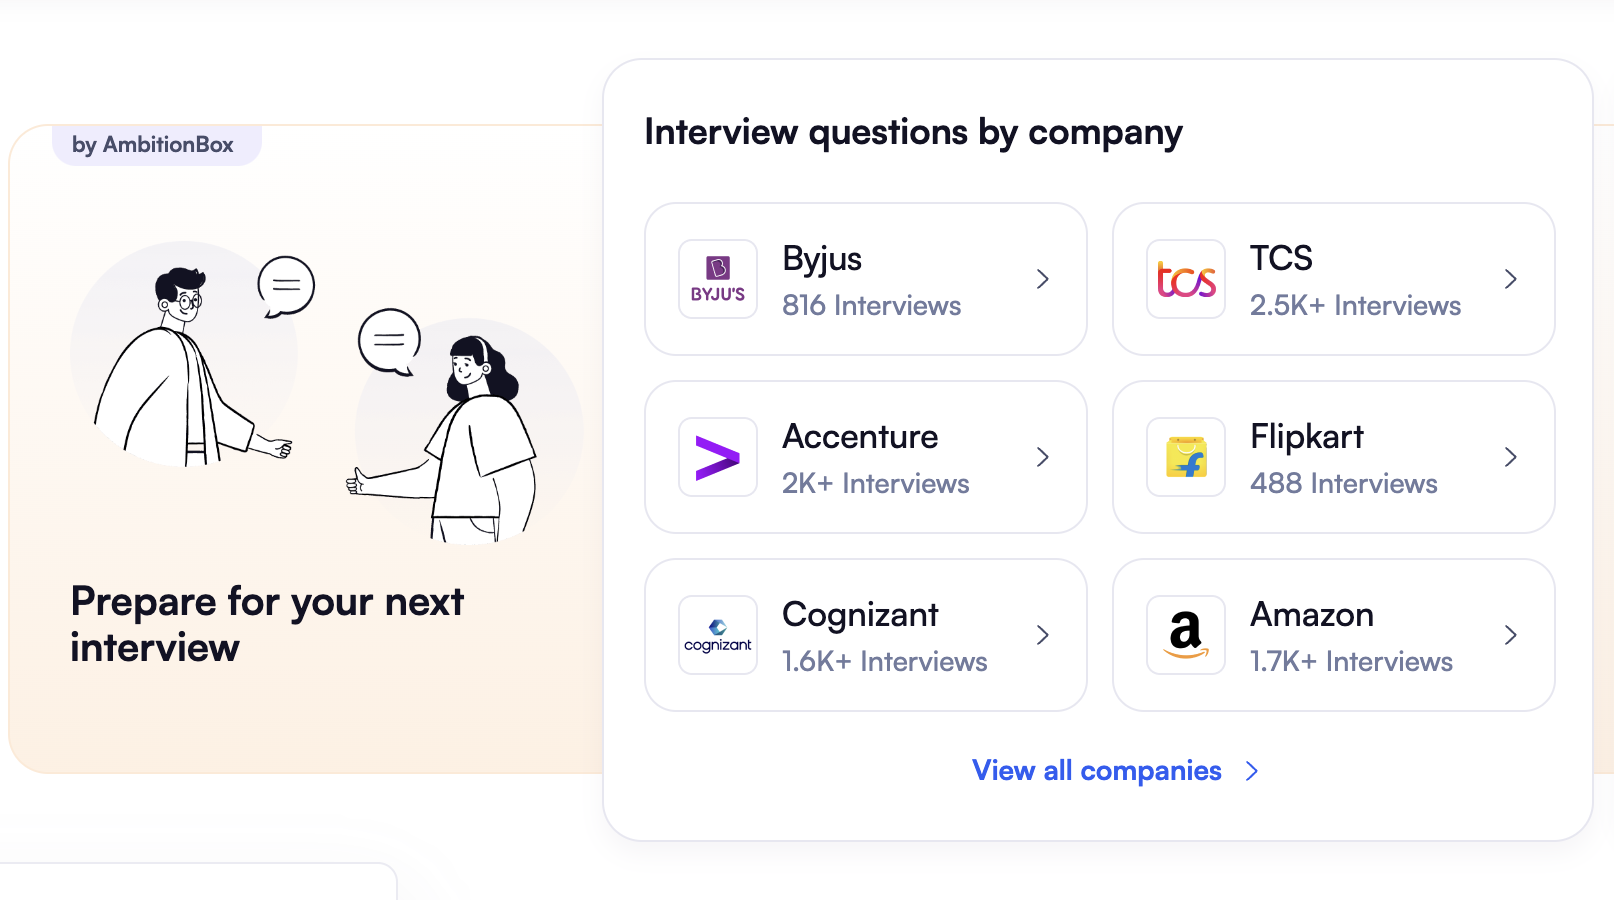 by AmbitionBox
Prepare for your next
interview
Interview questions by company
BYJU'S
Byjus
816 Interviews
tcs
TCS
2.5K+ Interviews
Accenture
2K+ Interviews
f
Flipkart
488 Interviews
cognizant
Cognizant
1.6K+ Interviews
a
Amazon
1.7K+ Interviews
View all companies